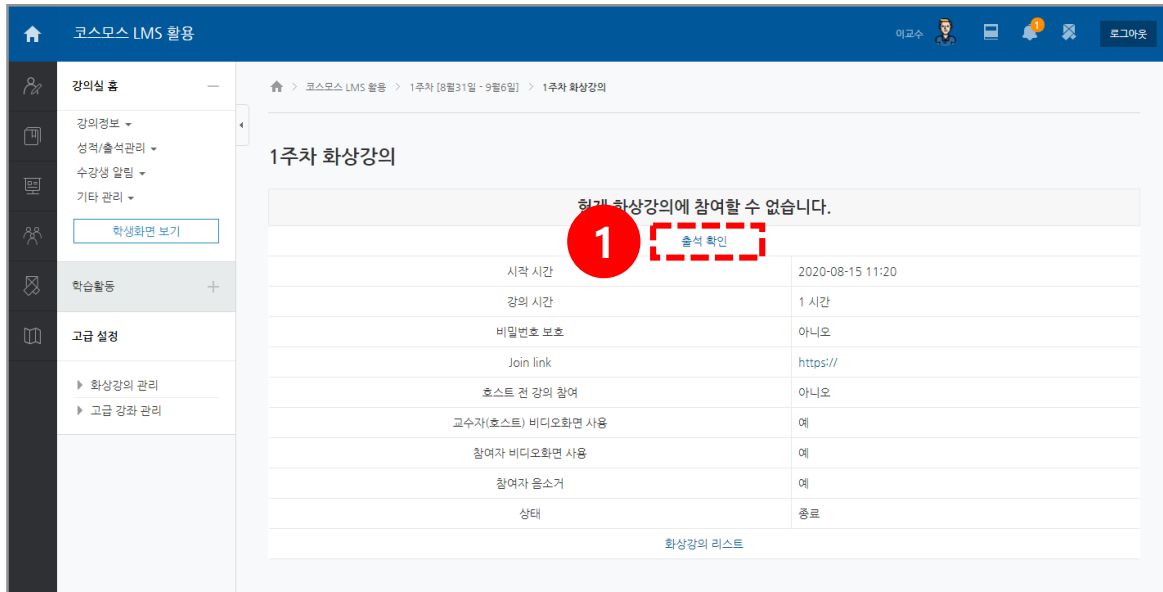 코스모스 LMS 활용
이교수
1
로그아웃
강의실 홈
강의정보
성적/출석관리
수강생 알림
기타 관리
학생화면 보기
학습활동
고급 설정
화상강의 관리
고급 강좌 관리
코스모스 LMS 활용 > 1주차 [8월31일 - 9월6일] > 1주차 화상강의
1주차 화상강의
현재 화상강의에 참여할 수 없습니다.
1
출석 확인
시작 시간 2020-08-15 11:20
강의 시간 1 시간
비밀번호 보호 아니오
Join link https://
호스트 전 강의 참여 아니오
교수자(호스트) 비디오화면 사용 예
참여자 비디오화면 사용 예
참여자 음소거 예
상태 종료
화상강의 리스트